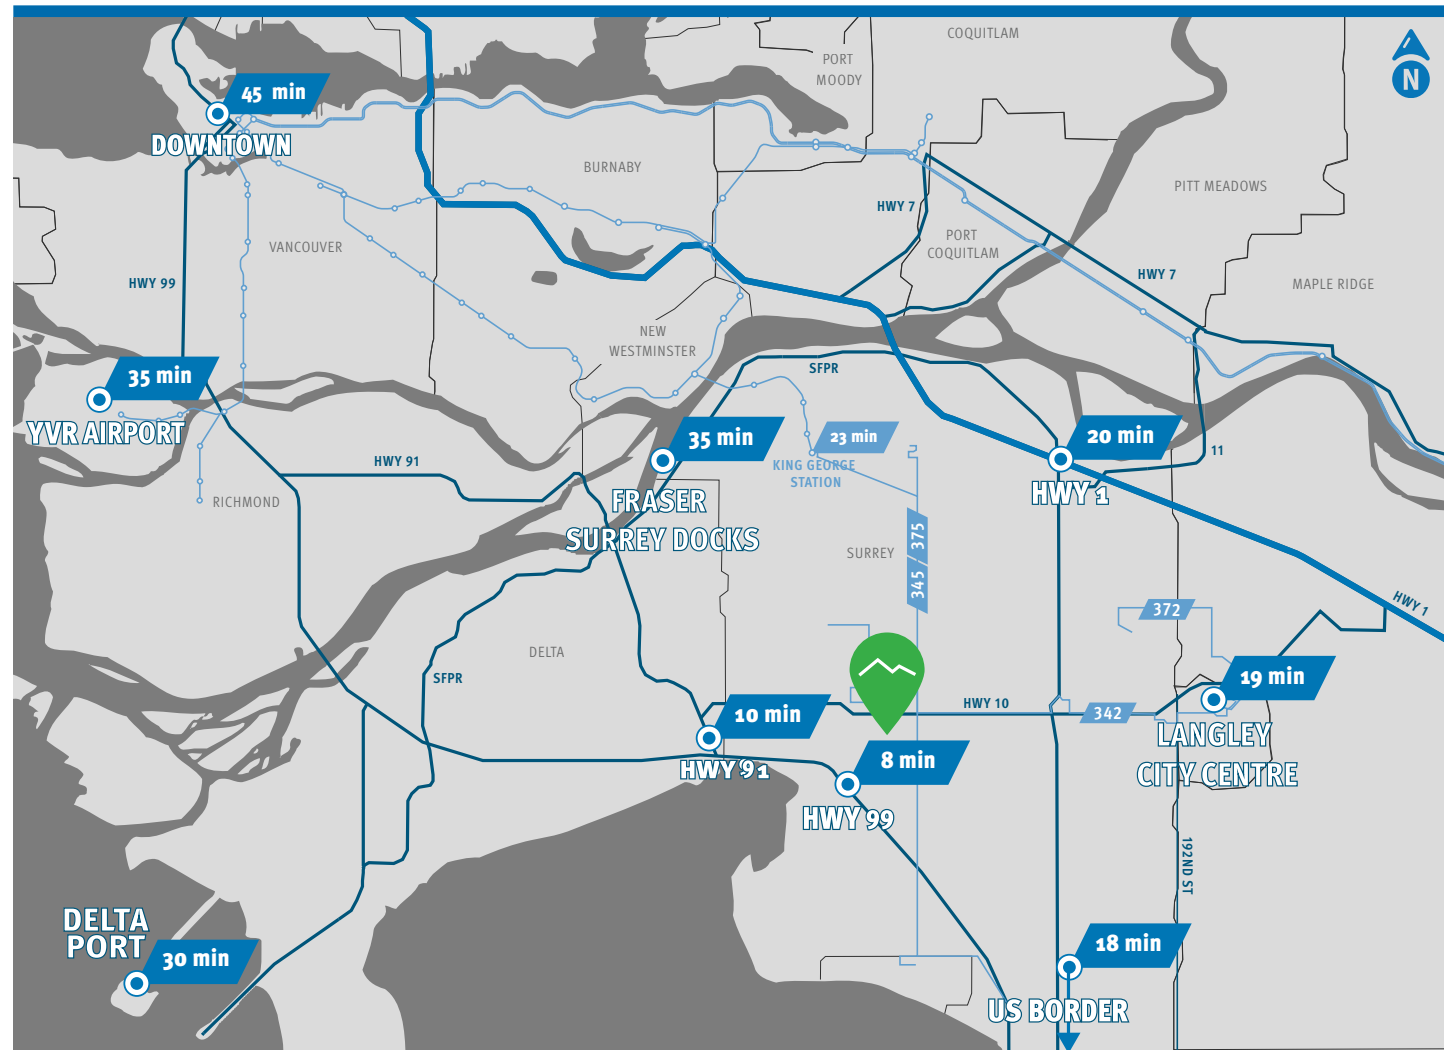 COQUITLAM
PORT
MOODY
N
45 min
DOWNTOWN
BURNABY
PITT MEADOWS
HWY 7
VANCOUVER
PORT
COQUITLAM
HWY 7
HWY 99
MAPLE RIDGE
NEW
WESTMINSTER
SFPR
35 min
YVR AIRPORT
35 min
23 min
20 min
KING GEORGE
STATION
HWY 91
11
RICHMOND
FRASER
SURREY DOCKS
HWY 1
375
SURREY
345
HWY 1
372
DELTA
SFPR
19 min
HWY 10
342
10 min
LANGLEY
CITY CENTRE
HWY 91
8 min
HWY 99
192ND ST
DELTA
PORT
30 min
18 min
US BORDER